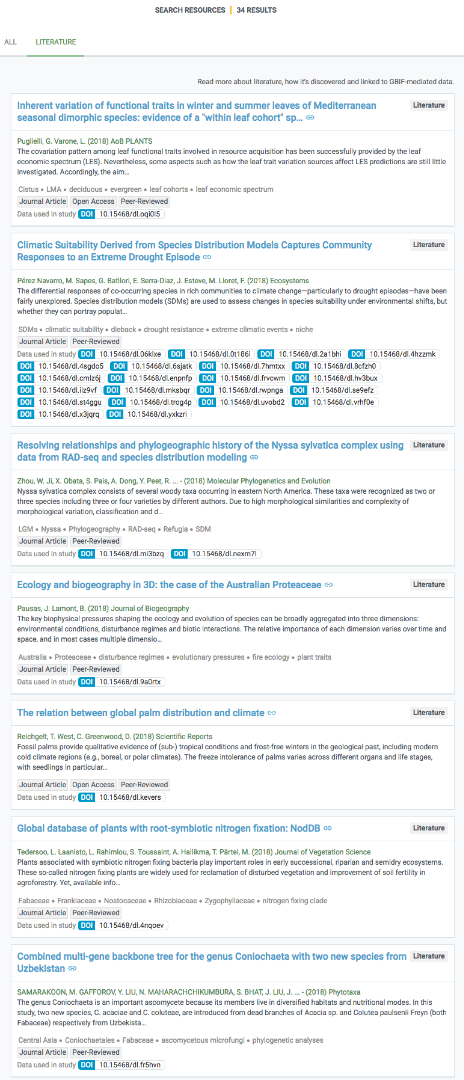 SEARCH RESOURCES | 34 RESULTS
ALL LITERATURE
Read more about literature, how it's discovered and linked to GBIF-mediated data.
Inherent variation of functional traits in winter and summer leaves of Mediterranean Literature
seasonal dimorphic species: evidence of a "within leaf cohort" sp...
Puglielli, G. Varone, L. (2018) AoB PLANTS
The covariation pattern among leaf functional traits involved in resource acquisition has been successfully provided by the leaf
economic spectrum (LES). Nevertheless, some aspects such as how the leaf trait variation sources affect LES predictions are still little
investigated. Accordingly, the aim...
Cistus • LMA • deciduous • evergreen • leaf cohorts • leaf economic spectrum
Journal Article Open Access Peer-Reviewed
Data used in study DOI 10.15468/dl.oqi0l5
Climatic Suitability Derived from Species Distribution Models Captures Community Literature
Responses to an Extreme Drought Episode
Pérez Navarro, M. Sapes, G. Batllori, E. Serra-Diaz, J. Esteve, M. Lloret, F. (2018) Ecosystems
The differential responses of co-occurring species in rich communities to climate change—particularly to drought episodes—have been
fairly unexplored. Species distribution models (SDMs) are used to assess changes in species suitability under environmental shifts, but
whether they can portray populat...
SDMs • climatic suitability • dieback • drought resistance • extreme climatic events • niche
Journal Article Peer-Reviewed
Data used in study DOI 10.15468/dl.06klxe DOI 10.15468/dl.0t186i DOI 10.15468/dl.2a1bhi DOI 10.15468/dl.4hzzmk
DOI 10.15468/dl.4sgdo5 DOI 10.15468/dl.6sjatk DOI 10.15468/dl.7hmtxx DOI 10.15468/dl.8cfzh0
DOI 10.15468/dl.cmlz6j DOI 10.15468/dl.enpnfp DOI 10.15468/dl.frvcwm DOI 10.15468/dl.hv3bux
DOI 10.15468/dl.iiz9vf DOI 10.15468/dl.mkabqr DOI 10.15468/dl.rwpnga DOI 10.15468/dl.se9efz
DOI 10.15468/dl.st4ggu DOI 10.15468/dl.trog4p DOI 10.15468/dl.uvobd2 DOI 10.15468/dl.vrhf0e
DOI 10.15468/dl.x3jqrq DOI 10.15468/dl.yxkzri
Resolving relationships and phylogeographic history of the Nyssa sylvatica complex using Literature
data from RAD-seq and species distribution modeling
Zhou, W. Ji, X. Obata, S. Pais, A. Dong, Y. Peet, R. ... - (2018) Molecular Phylogenetics and Evolution
Nyssa sylvatica complex consists of several woody taxa occurring in eastern North America. These taxa were recognized as two or
three species including three or four varieties by different authors. Due to high morphological similarities and complexity of
morphological variation, classification and d...
LGM • Nyssa • Phylogeography • RAD-seq • Refugia • SDM
Journal Article Peer-Reviewed
Data used in study DOI 10.15468/dl.mi3bzq DOI 10.15468/dl.nexm7l
Ecology and biogeography in 3D: the case of the Australian Proteaceae Literature
Pausas, J. Lamont, B. (2018) Journal of Biogeography
The key biophysical pressures shaping the ecology and evolution of species can be broadly aggregated into three dimensions:
environmental conditions, disturbance regimes and biotic interactions. The relative importance of each dimension varies over time and
space, and in most cases multiple dimensio...
Australia • Proteaceae • disturbance regimes • evolutionary pressures • fire ecology • plant traits
Journal Article Peer-Reviewed
Data used in study DOI 10.15468/dl.9a0rtx
The relation between global palm distribution and climate Literature
Reichgelt, T. West, C. Greenwood, D. (2018) Scientific Reports
Fossil palms provide qualitative evidence of (sub-) tropical conditions and frost-free winters in the geological past, including modern
cold climate regions (e.g., boreal, or polar climates). The freeze intolerance of palms varies across different organs and life stages,
with seedlings in particular...
Journal Article Open Access Peer-Reviewed
Data used in study DOI 10.15468/dl.kevers
Global database of plants with root-symbiotic nitrogen fixation: NodDB Literature
Tedersoo, L. Laanisto, L. Rahimlou, S. Toussaint, A. Hallikma, T. Pärtel, M. (2018) Journal of Vegetation Science
Plants associated with symbiotic nitrogen fixing bacteria play important roles in early successional, riparian and semidry ecosystems.
These so-called nitrogen fixing plants are widely used for reclamation of disturbed vegetation and improvement of soil fertility in
agroforestry. Yet, available info...
Fabaceae • Frankiaceae • Nostocaceae • Rhizobiaceae • Zygophyllaceae • nitrogen fixing clade
Journal Article Peer-Reviewed
Data used in study DOI 10.15468/dl.4nqoev
Combined multi-gene backbone tree for the genus Coniochaeta with two new species from Literature
Uzbekistan
SAMARAKOON, M. GAFFOROV, Y. LIU, N. MAHARACHCHIKUMBURA, S. BHAT, J. LIU, J. ... - (2018) Phytotaxa
The genus Coniochaeta is an important ascomycete because its members live in diversified habitats and nutritional modes. In this
study, two new species, C. acaciae and C. coluteae, are introduced from dead branches of Acacia sp. and Colutea paulsenii Freyn (both
Fabaceae) respectively from Uzbekista...
Central Asia • Coniochaetales • Fabaceae • ascomycetous microfungi • phylogenetic analyses
Journal Article Peer-Reviewed
Data used in study DOI 10.15468/dl.fr5hvn